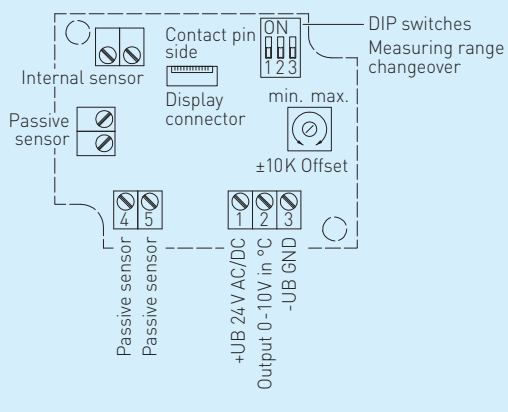 Contact pin
side
ON
1 2 3
DIP switches
Measuring range
changeover
Internal sensor
Display
connector
min. max.
Passive
sensor
±10K Offset
4 5
1 2 3
Passive sensor
Passive sensor
+UB 24 V AC/DC
Output 0-10V in °C
-UB GND